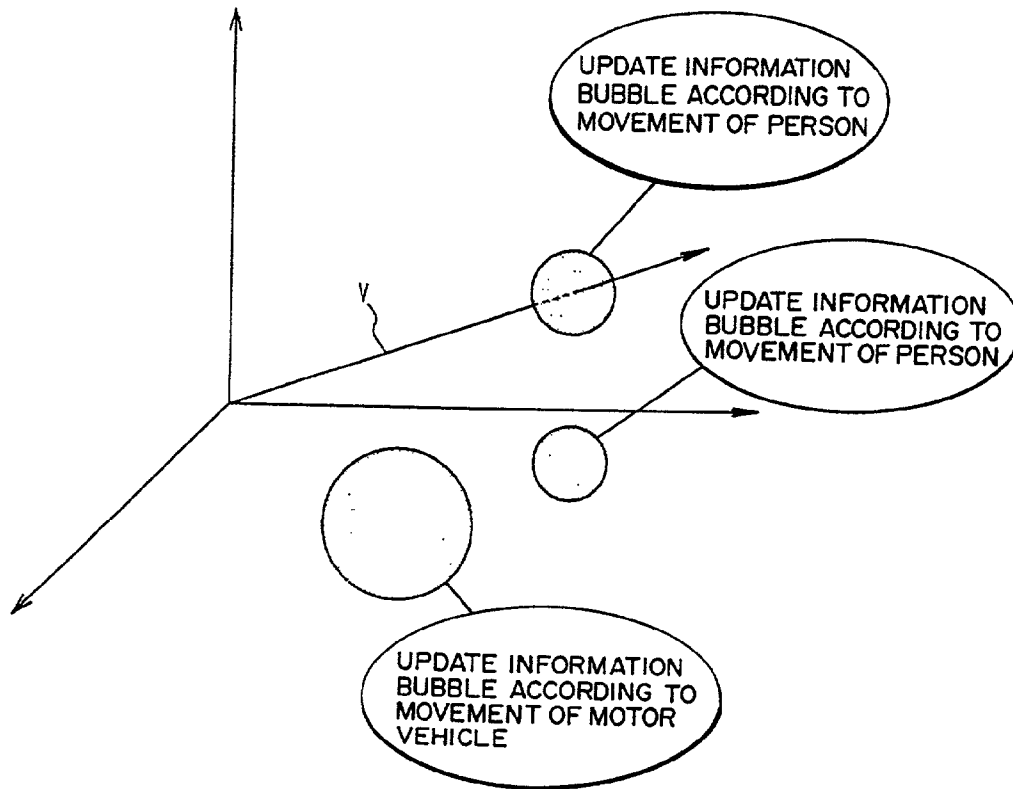 UPDATE INFORMATION
BUBBLE ACCORDING TO
MOVEMENT OF PERSON
V
UPDATE INFORMATION
BUBBLE ACCORDING TO
MOVEMENT OF PERSON
UPDATE INFORMATION
BUBBLE ACCORDING TO
MOVEMENT OF MOTOR
VEHICLE